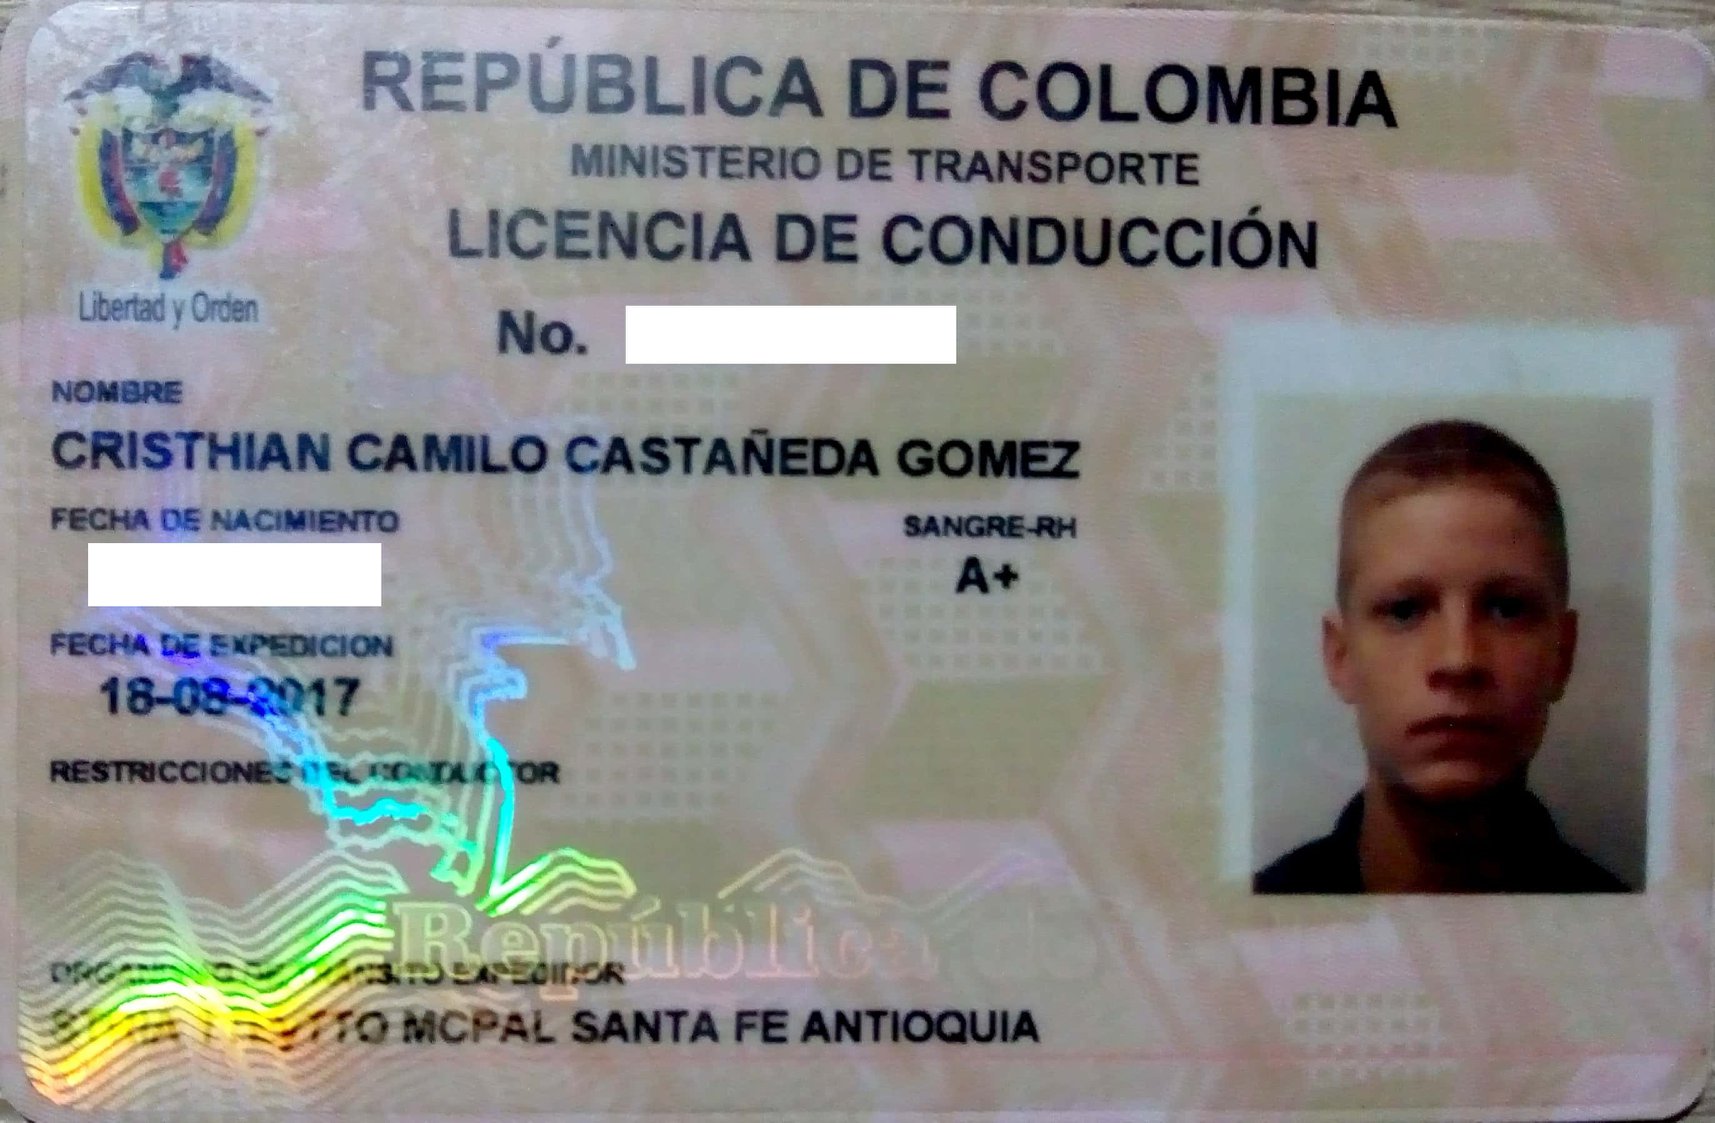 REPÚBLICA DE COLOMBIA
MINISTERIO DE TRANSPORTE
LICENCIA DE CONDUCCIÓN
Libertad y Orden
No.
NOMBRE
CRISTHIAN CAMILO CASTAÑEDA GOMEZ
FECHA DE NACIMIENTO
SANGRE-RH
A+
FECHA DE EXPEDICION
18-08-2017
RESTRICCIONES DEL CONDUCTOR
República de
ORGANISMO DE TRANSITO EXPEDIDOR
MCPAL SANTA FE ANTIOQUIA